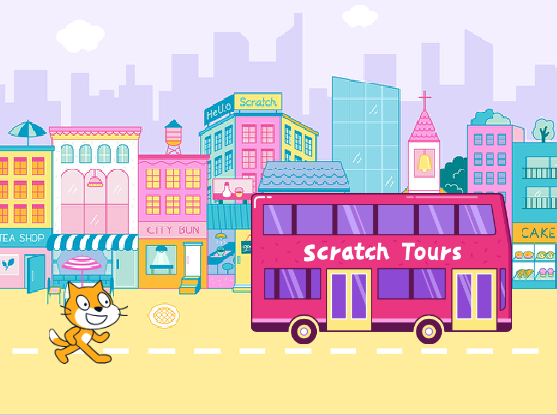 Hello Scratch
TEA SHOP
CITY BUN
Scratch Tours
CAKE